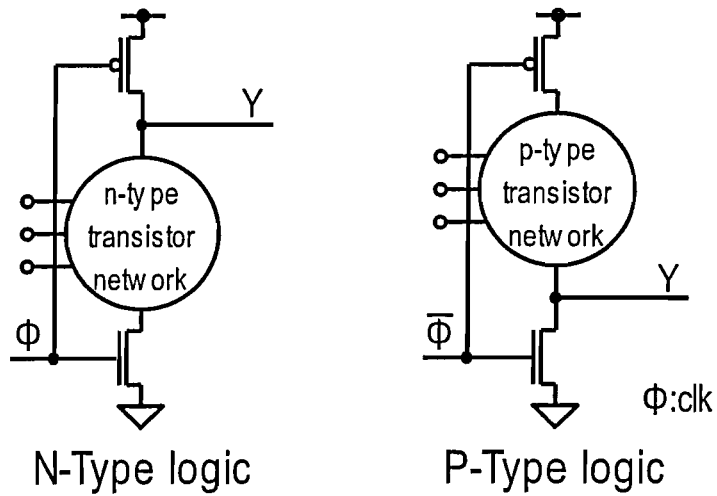 Y
n-type
transistor
network
Φ
N-Type logic
p-type
transistor
network
Y
Φ̅
Φ:clk
P-Type logic